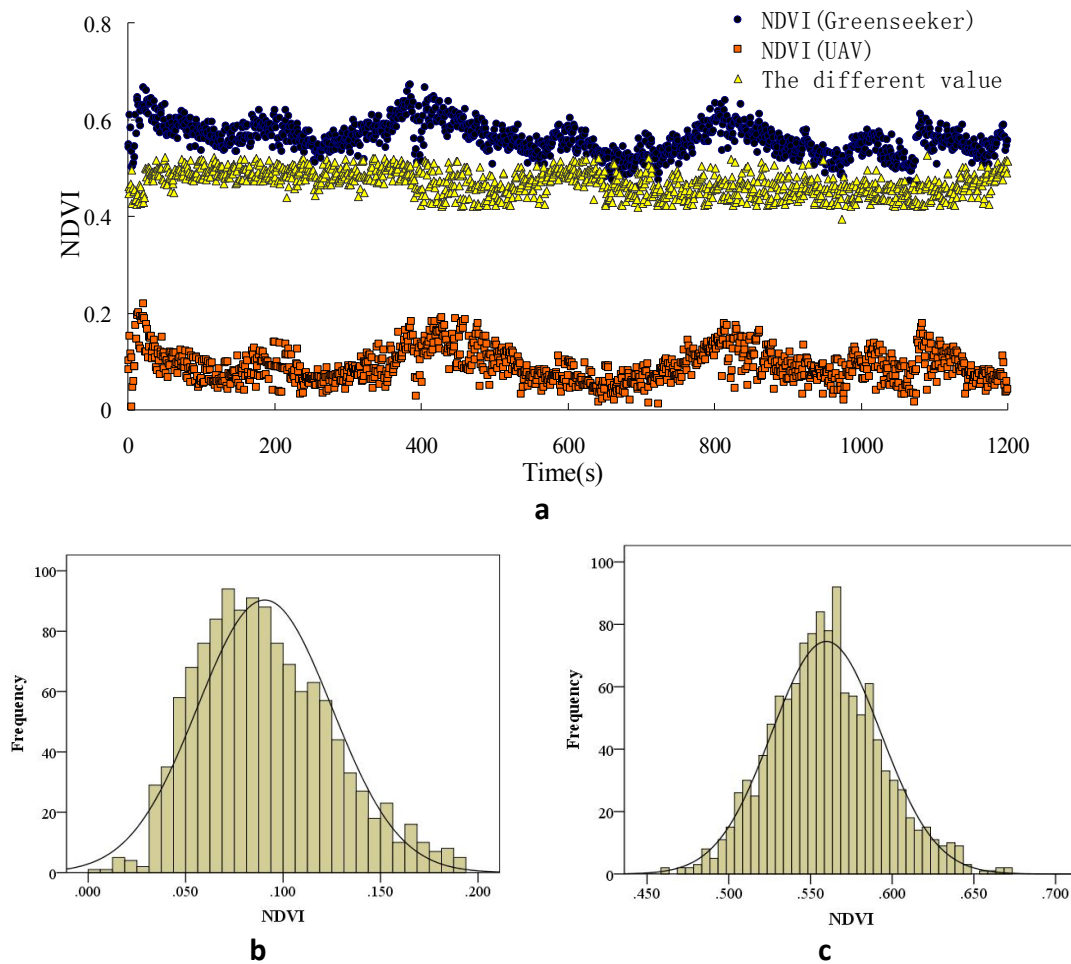 0.8
NDVI(Greenseeker)
NDVI(UAV)
The different value
0.6
0.4
0.2
0
NDVI
0 200 400 600 800 1000 1200
Time(s)
a
100
80
60
40
20
0
Frequency
.000 .050 .100 .150 .200
NDVI
b
100
80
60
40
20
0
Frequency
.450 .500 .550 .600 .650 .700
NDVI
c